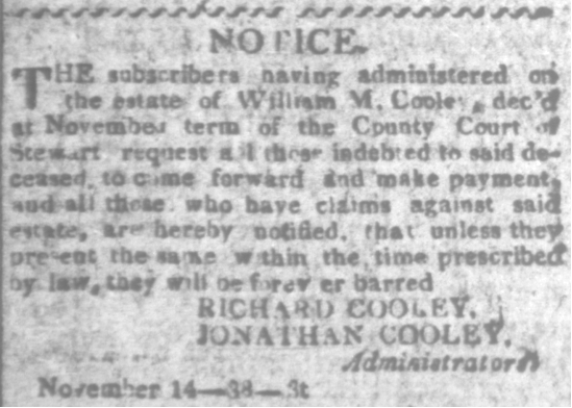 NOTICE.
THE subscribers having administered on
the estate of William M. Cooley, dec'd
at November term of the County Court of
Stewart request all those indebted to said de-
ceased, to come forward and make payment,
and all those who have claims against said
estate, are hereby notified, that unless they
present the same within the time prescribed
by law, they will be forever barred
RICHARD COOLEY,
JONATHAN COOLEY,
Administrators
November 14—38—3t